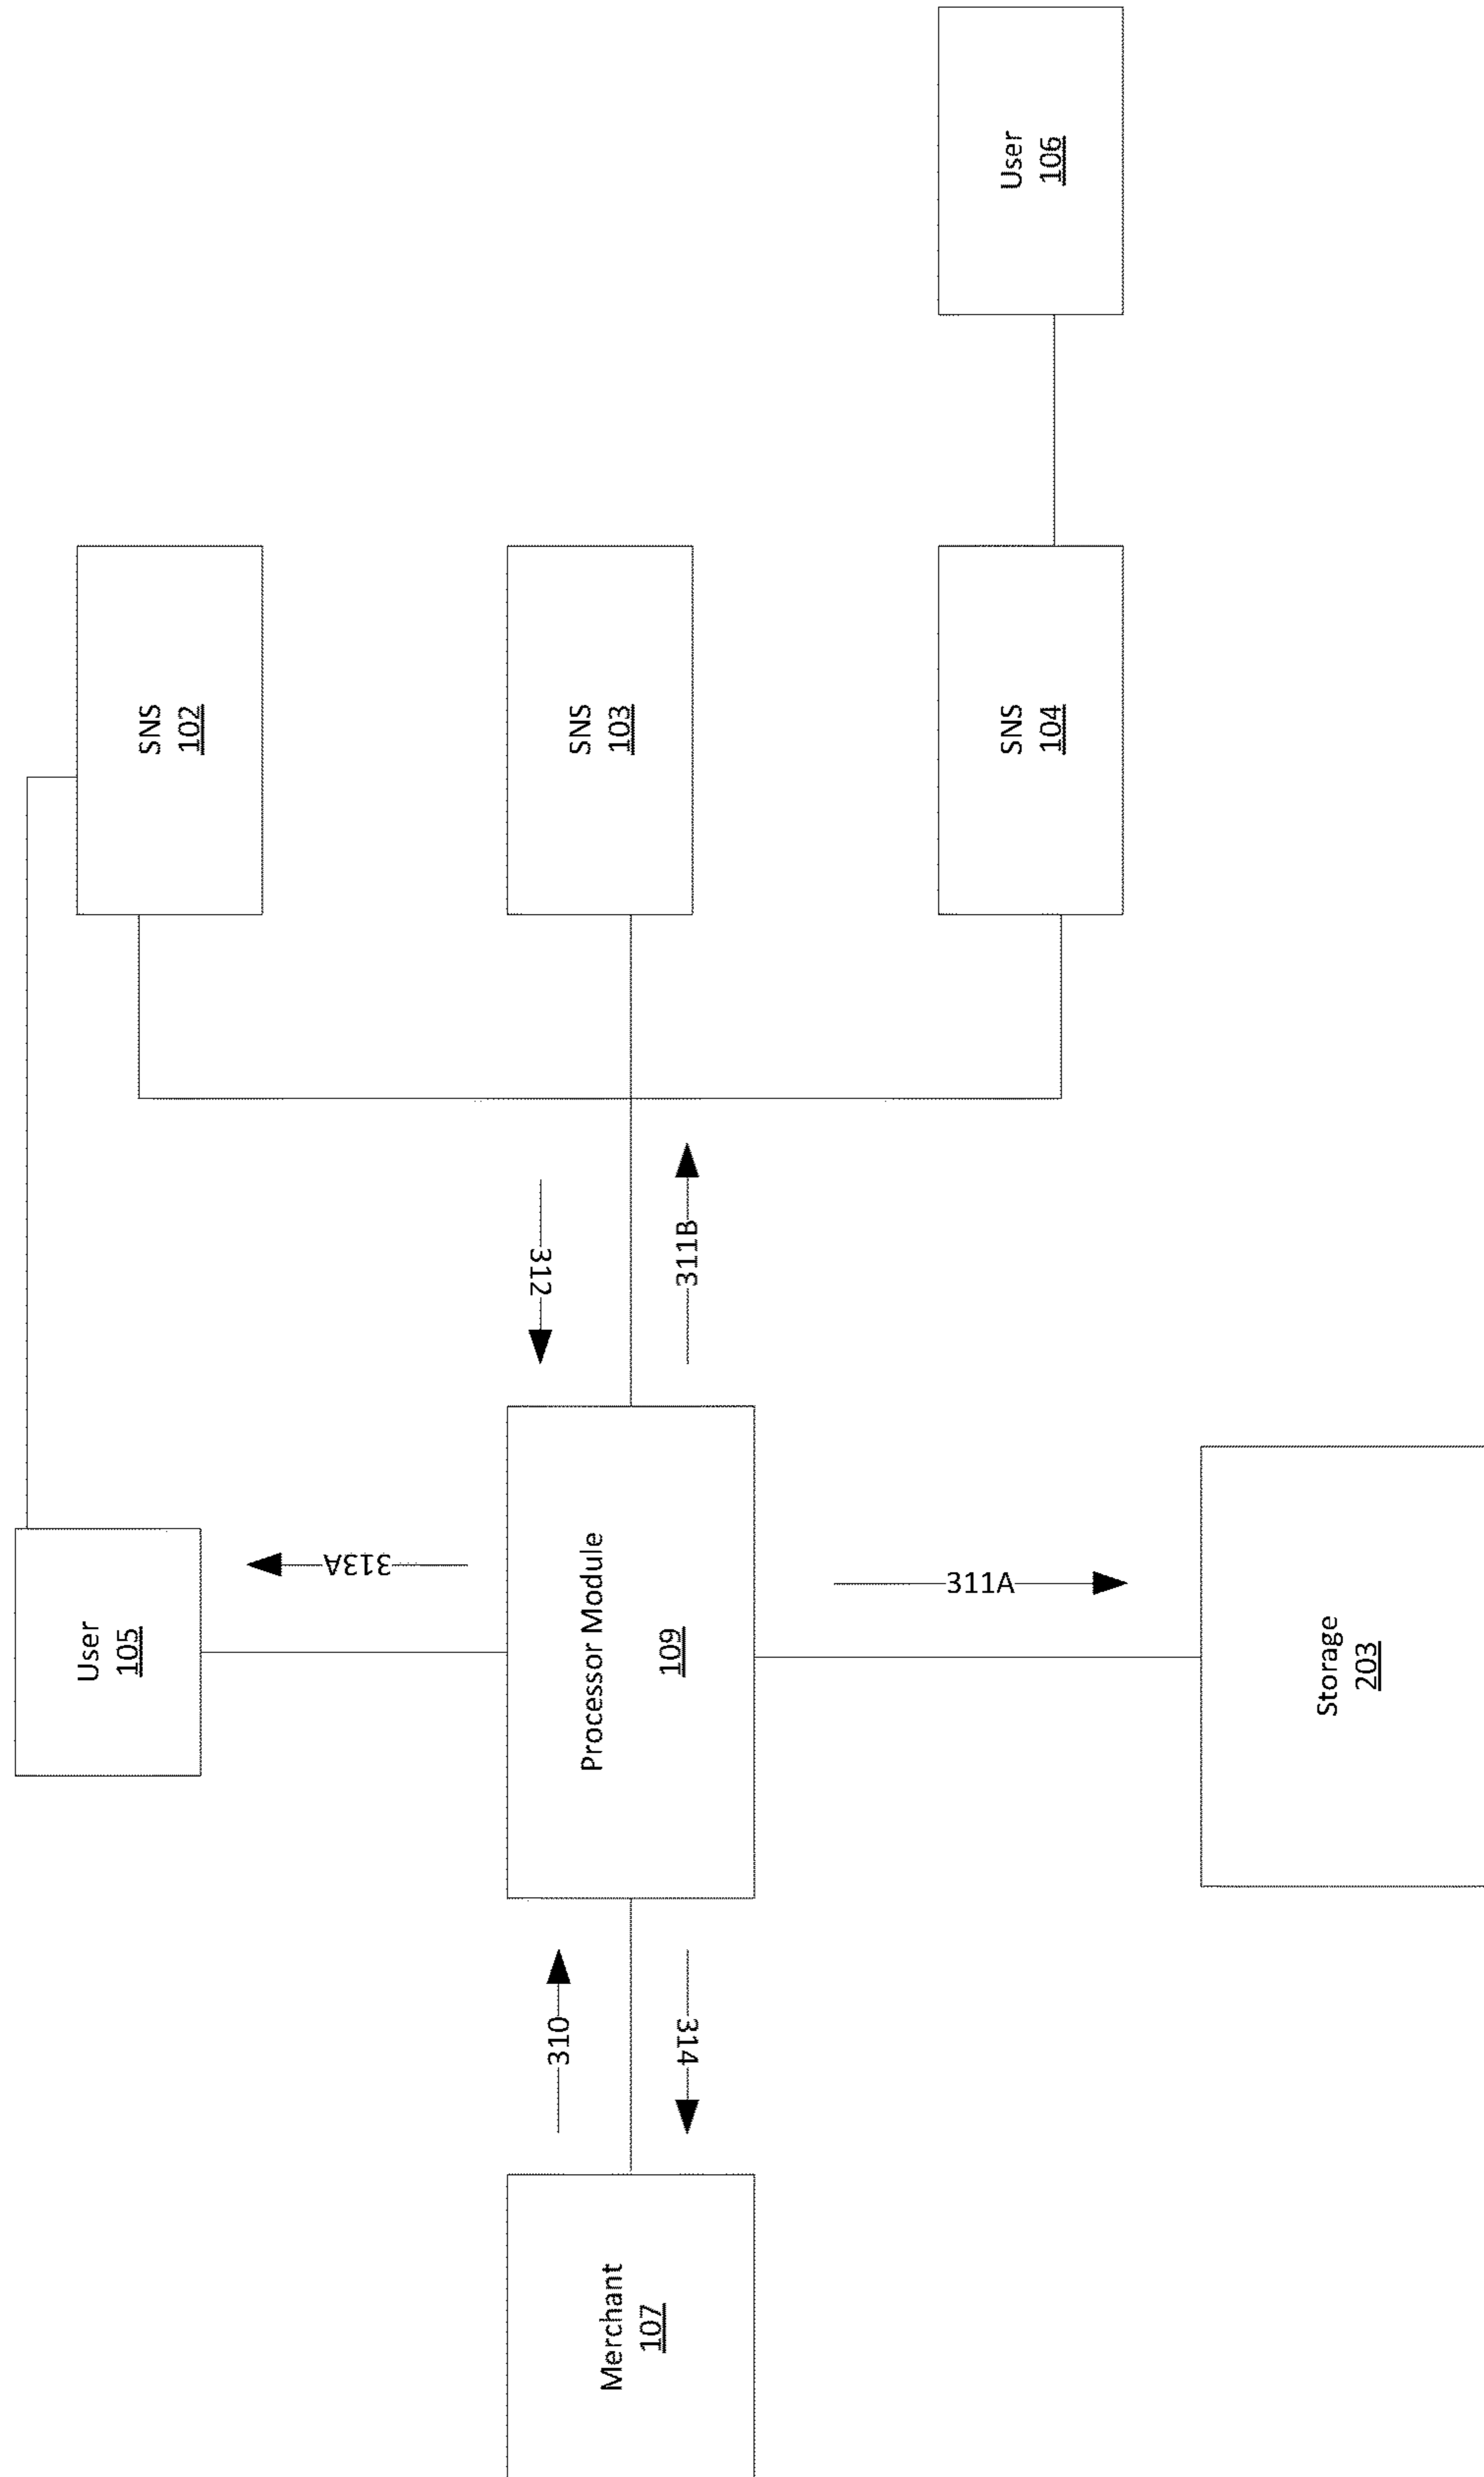 User
105
SNS
102
313A
Merchant
107
310
314
Processor Module
109
312
311B
SNS
103
SNS
104
User
106
311A
Storage
203